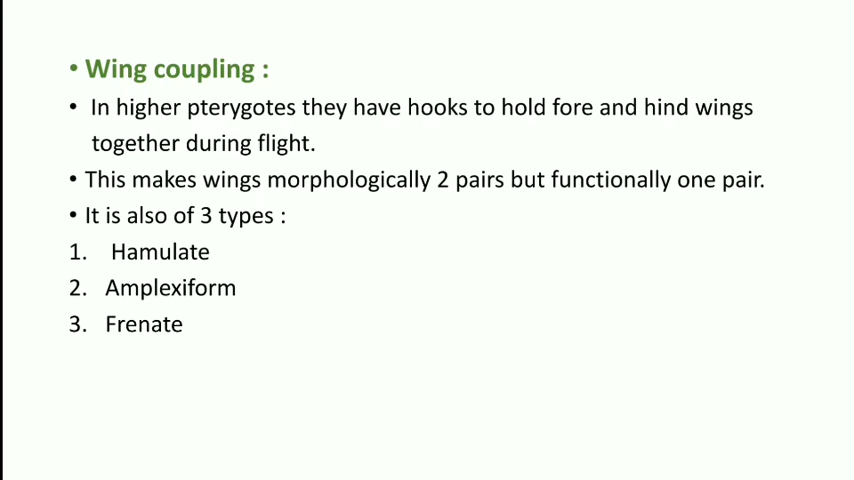 • Wing coupling :
• In higher pterygotes they have hooks to hold fore and hind wings
together during flight.
• This makes wings morphologically 2 pairs but functionally one pair.
• It is also of 3 types :
1. Hamulate
2. Amplexiform
3. Frenate